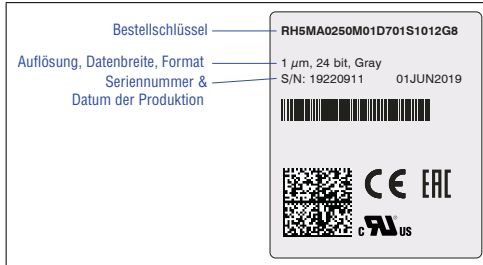 Bestellschlüssel
RH5MA0250M01D701S1012G8
Auflösung, Datenbreite, Format
1 µm, 24 bit, Gray
Seriennummer &
Datum der Produktion
S/N: 19220911 01JUN2019
CE EAC
c RU us